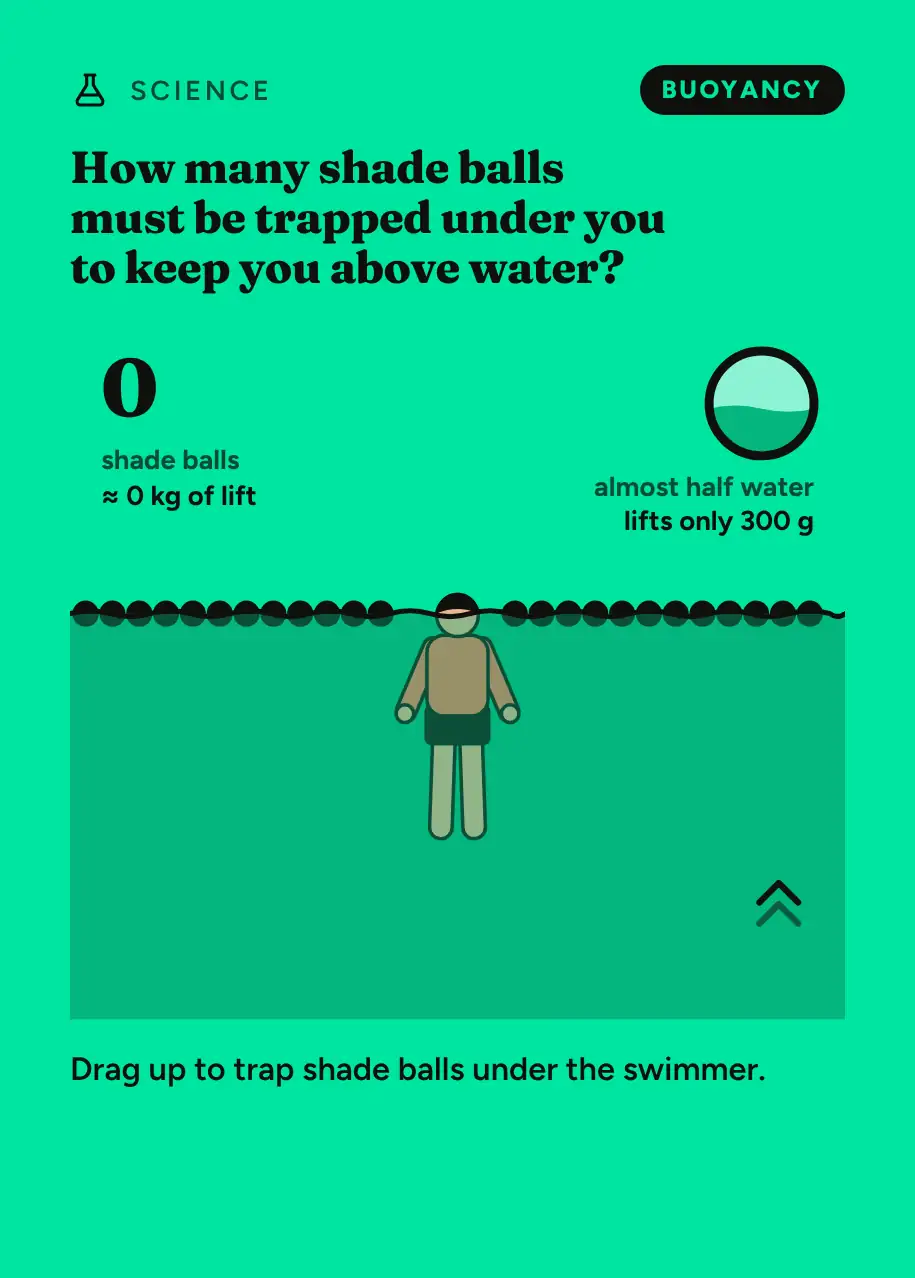 SCIENCE
BUOYANCY
How many shade balls
must be trapped under you
to keep you above water?
0
shade balls
≈ 0 kg of lift
almost half water
lifts only 300 g
Drag up to trap shade balls under the swimmer.